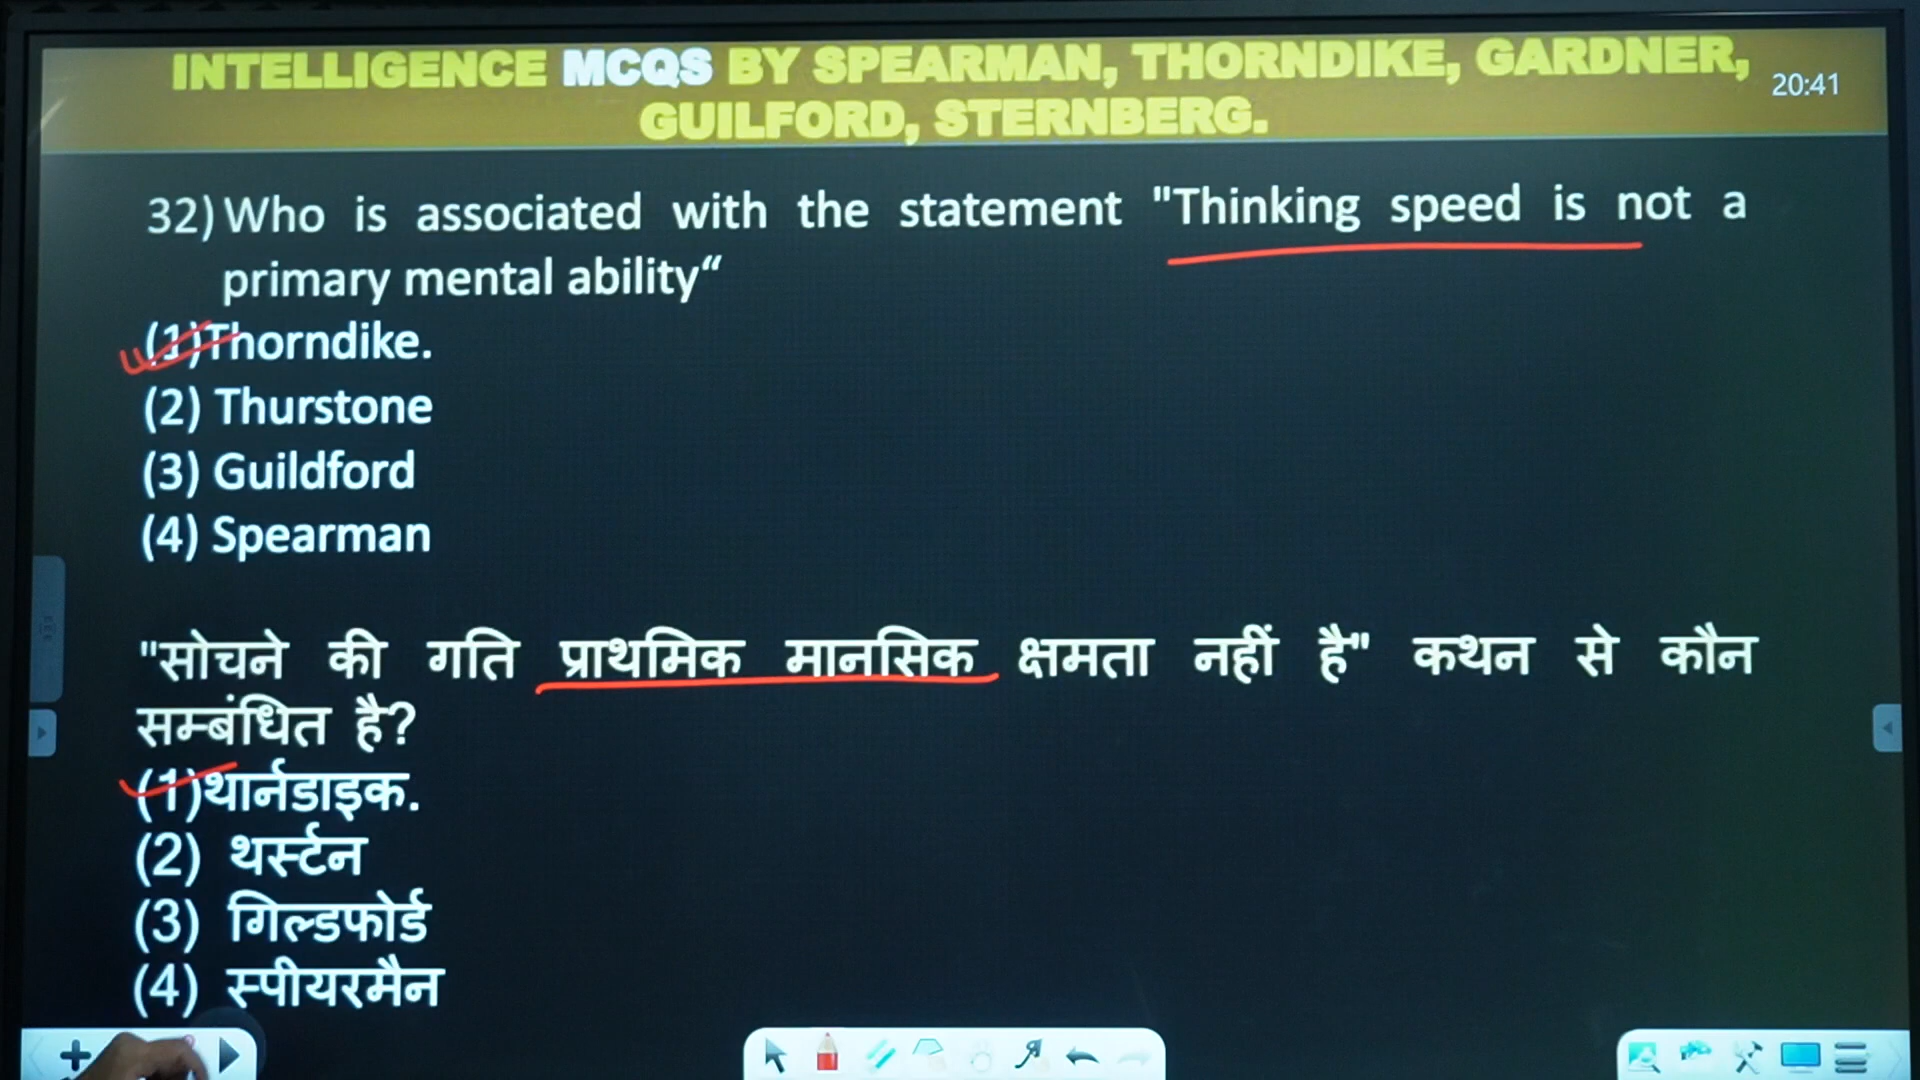 INTELLIGENCE MCQS BY SPEARMAN, THORNDIKE, GARDNER,
GUILFORD, STERNBERG.
20:41
32) Who is associated with the statement "Thinking speed is not a
primary mental ability“
(1)Thorndike.
(2) Thurstone
(3) Guildford
(4) Spearman
"सोचने की गति प्राथमिक मानसिक क्षमता नहीं है" कथन से कौन
सम्बंधित है?
(1)थार्नडाइक.
(2) थर्स्टन
(3) गिल्डफोर्ड
(4) स्पीयरमैन